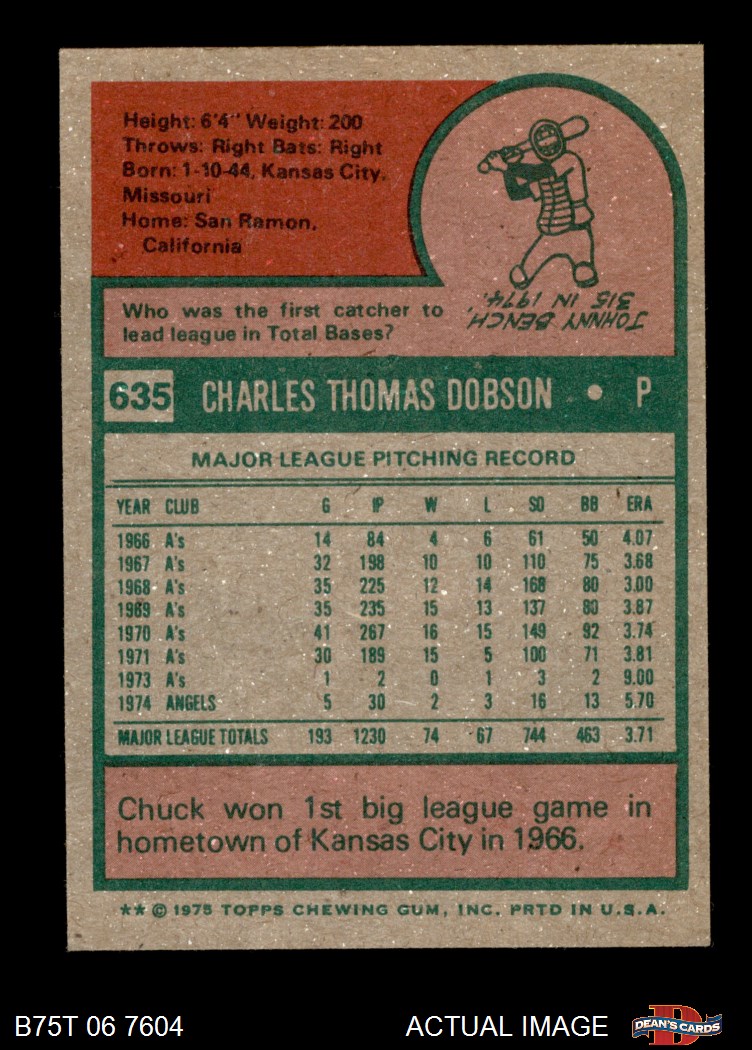 Height: 6'4" Weight: 200
Throws: Right Bats: Right
Born: 1-10-44, Kansas City,
Missouri
Home: San Ramon,
California
Who was the first catcher to
lead league in Total Bases?
JOHNNY BENCH,
315 IN 1974.
635 CHARLES THOMAS DOBSON • P
MAJOR LEAGUE PITCHING RECORD
YEAR CLUB G IP W L SO BB ERA
1966 A's 14 84 4 6 61 50 4.07
1967 A's 32 198 10 10 110 75 3.68
1968 A's 35 225 12 14 168 80 3.00
1969 A's 35 235 15 13 137 80 3.87
1970 A's 41 267 16 15 149 92 3.74
1971 A's 30 189 15 5 100 71 3.81
1973 A's 1 2 0 1 3 2 9.00
1974 ANGELS 5 30 2 3 16 13 5.70
MAJOR LEAGUE TOTALS 193 1230 74 67 744 463 3.71
Chuck won 1st big league game in
hometown of Kansas City in 1966.
** © 1975 TOPPS CHEWING GUM, INC. PRTD IN U.S.A.
B75T 06 7604 ACTUAL IMAGE D DEAN'S CARDS